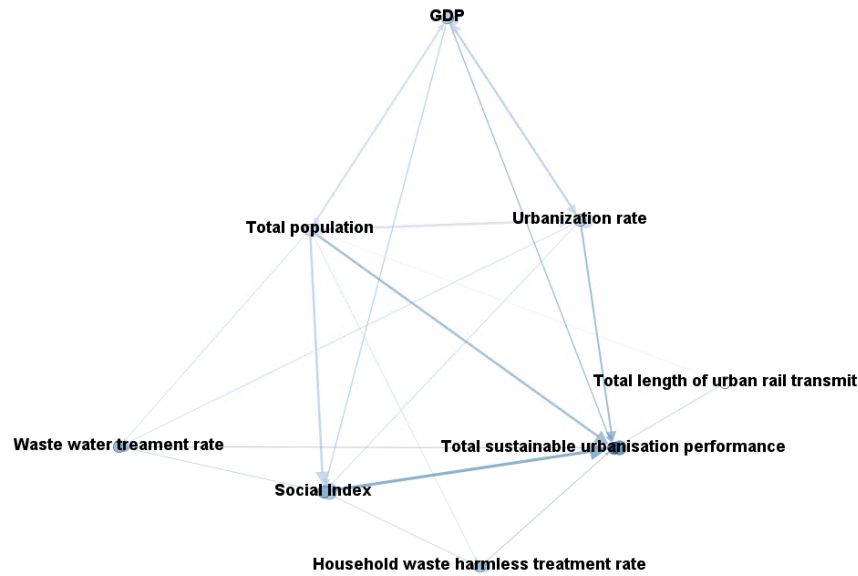 GDP
Total population
Urbanization rate
Total length of urban rail transmit
Waste water treament rate
Total sustainable urbanisation performance
Social Index
Household waste harmless treatment rate